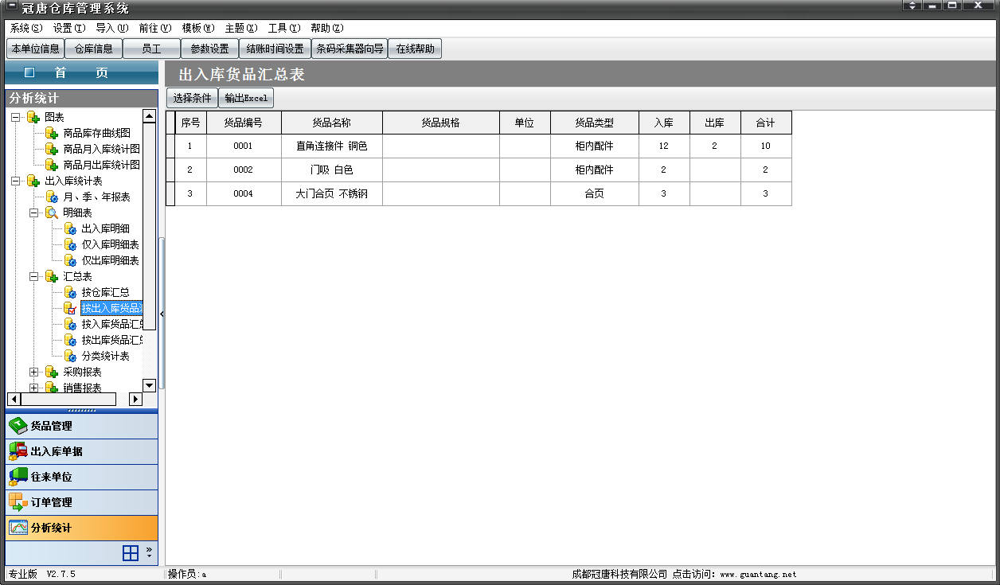 冠唐仓库管理系统
系统(S) 设置(T) 导入(U) 前往(V) 模板(W) 主题(X) 工具(Y) 帮助(Z)
本单位信息 仓库信息 员工 参数设置 结账时间设置 条码采集器向导 在线帮助
首 页
出入库货品汇总表
分析统计
选择条件 输出Excel
图表
商品库存曲线图
商品月入库统计图
商品月出库统计图
出入库统计表
月、季、年报表
明细表
出入库明细
仅入库明细表
仅出库明细表
汇总表
按仓库汇总
按出入库货品汇
按入库货品汇总
按出库货品汇总
分类统计表
采购报表
销售报表
序号 货品编号 货品名称 货品规格 单位 货品类型 入库 出库 合计
1 0001 直角连接件 铜色 柜内配件 12 2 10
2 0002 门吸 白色 柜内配件 2 2
3 0004 大门合页 不锈钢 合页 3 3
货品管理
出入库单据
往来单位
订单管理
分析统计
专业版 V2.7.5 操作员:a 成都冠唐科技有限公司 点击访问: www.guantang.net